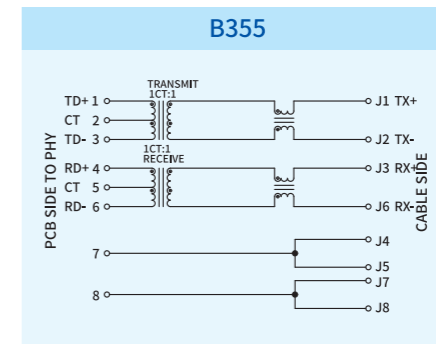 B355
TRANSMIT
1CT:1
TD+ 1
J1 TX+
CT 2
TD- 3
J2 TX-
1CT:1
RECEIVE
RD+ 4
J3 RX+
CT 5
RD- 6
J6 RX-
PCB SIDE TO PHY
CABLE SIDE
J4
7
J5
J7
8
J8